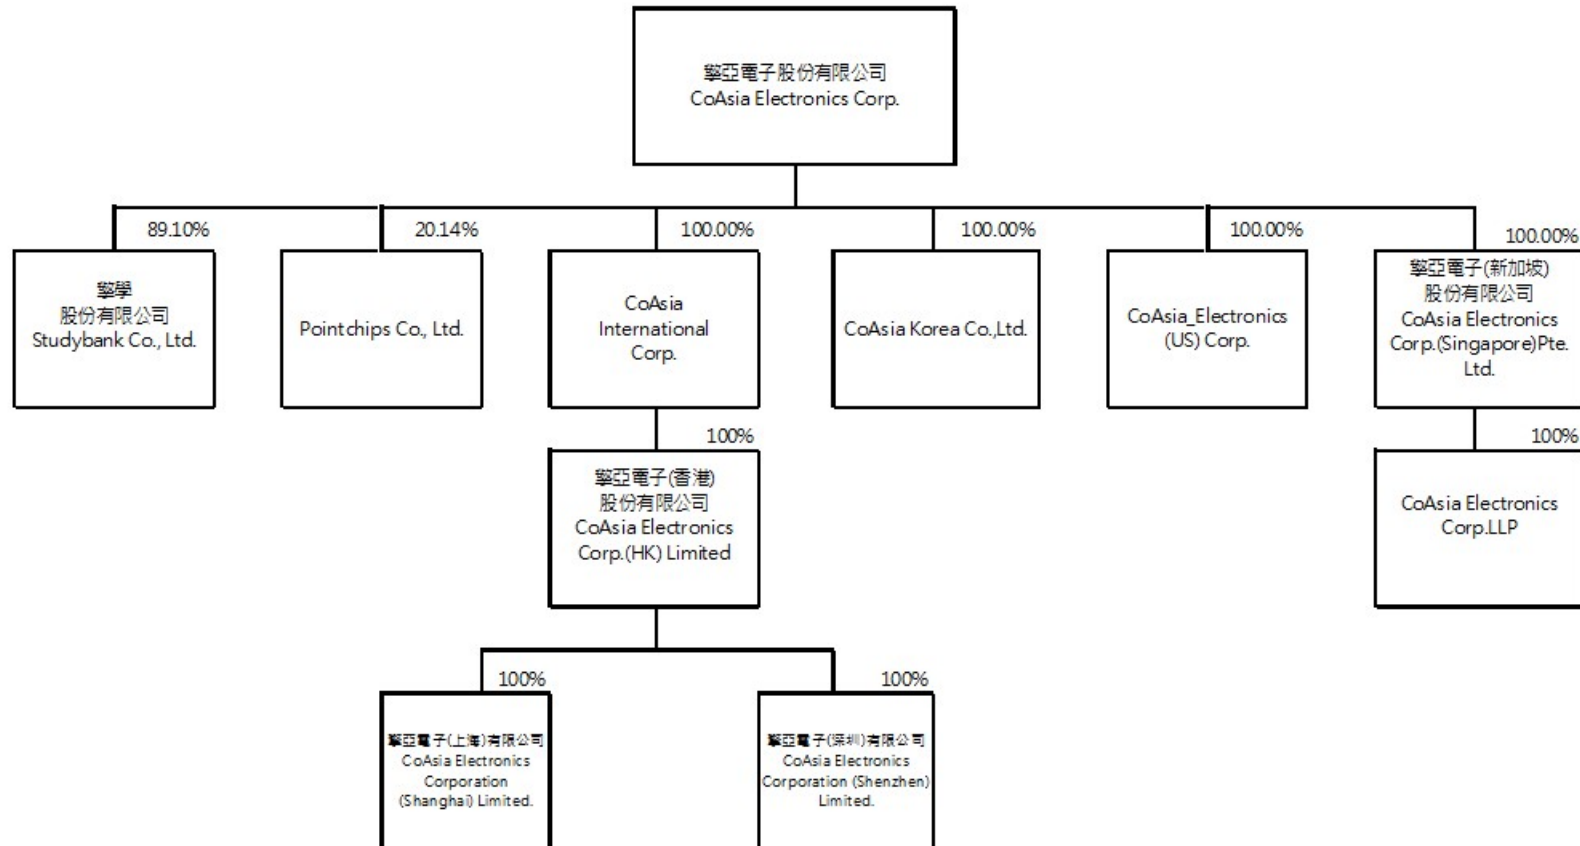 擎亞電子股份有限公司
CoAsia Electronics Corp.
89.10%
20.14%
100.00%
100.00%
100.00%
100.00%
擎學
股份有限公司
Studybank Co., Ltd.
Pointchips Co., Ltd.
CoAsia
International
Corp.
CoAsia Korea Co.,Ltd.
CoAsia_Electronics
(US) Corp.
擎亞電子(新加坡)
股份有限公司
CoAsia Electronics
Corp.(Singapore)Pte.
Ltd.
100%
100%
擎亞電子(香港)
股份有限公司
CoAsia Electronics
Corp.(HK) Limited
CoAsia Electronics
Corp.LLP
100%
100%
擎亞電子(上海)有限公司
CoAsia Electronics
Corporation
(Shanghai) Limited.
擎亞電子(深圳)有限公司
CoAsia Electronics
Corporation (Shenzhen)
Limited.